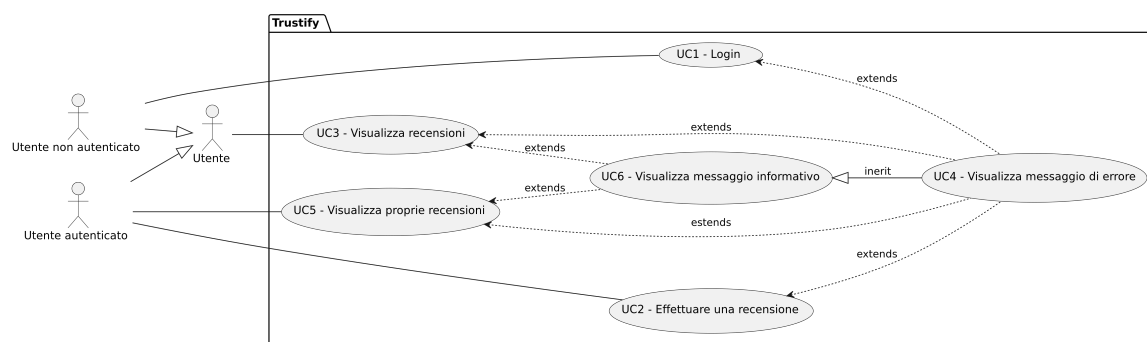 Trustify
UC1 - Login
extends
Utente non autenticato
Utente
UC3 - Visualizza recensioni
extends
extends
UC6 - Visualizza messaggio informativo
inerit
UC4 - Visualizza messaggio di errore
extends
UC5 - Visualizza proprie recensioni
estends
Utente autenticato
extends
UC2 - Effettuare una recensione